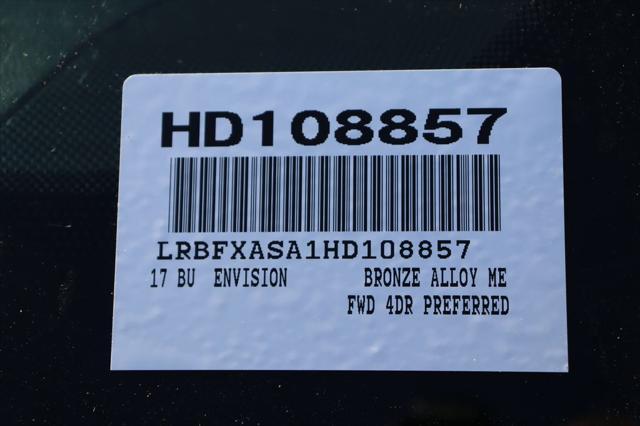 HD108857
LRBFXASA1HD108857
17 BU ENVISION BRONZE ALLOY ME
FWD 4DR PREFERRED